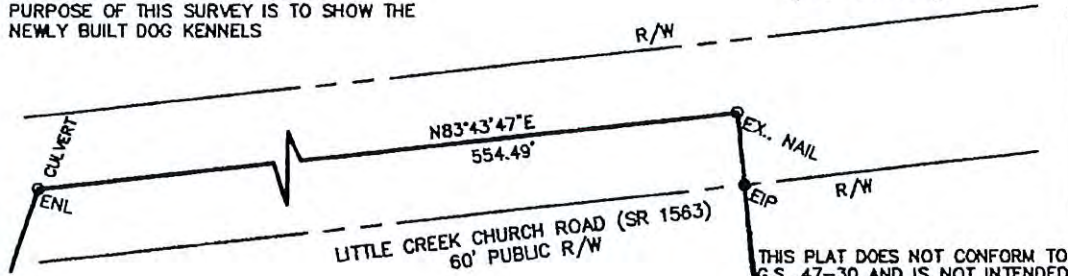 PURPOSE OF THIS SURVEY IS TO SHOW THE
NEWLY BUILT DOG KENNELS
R/W
CULVERT
N83°43'47"E
554.49'
EX. NAIL
ENL
EIP
R/W
LITTLE CREEK CHURCH ROAD (SR 1563)
60' PUBLIC R/W
THIS PLAT DOES NOT CONFORM TO
G.S. 47-30 AND IS NOT INTENDED